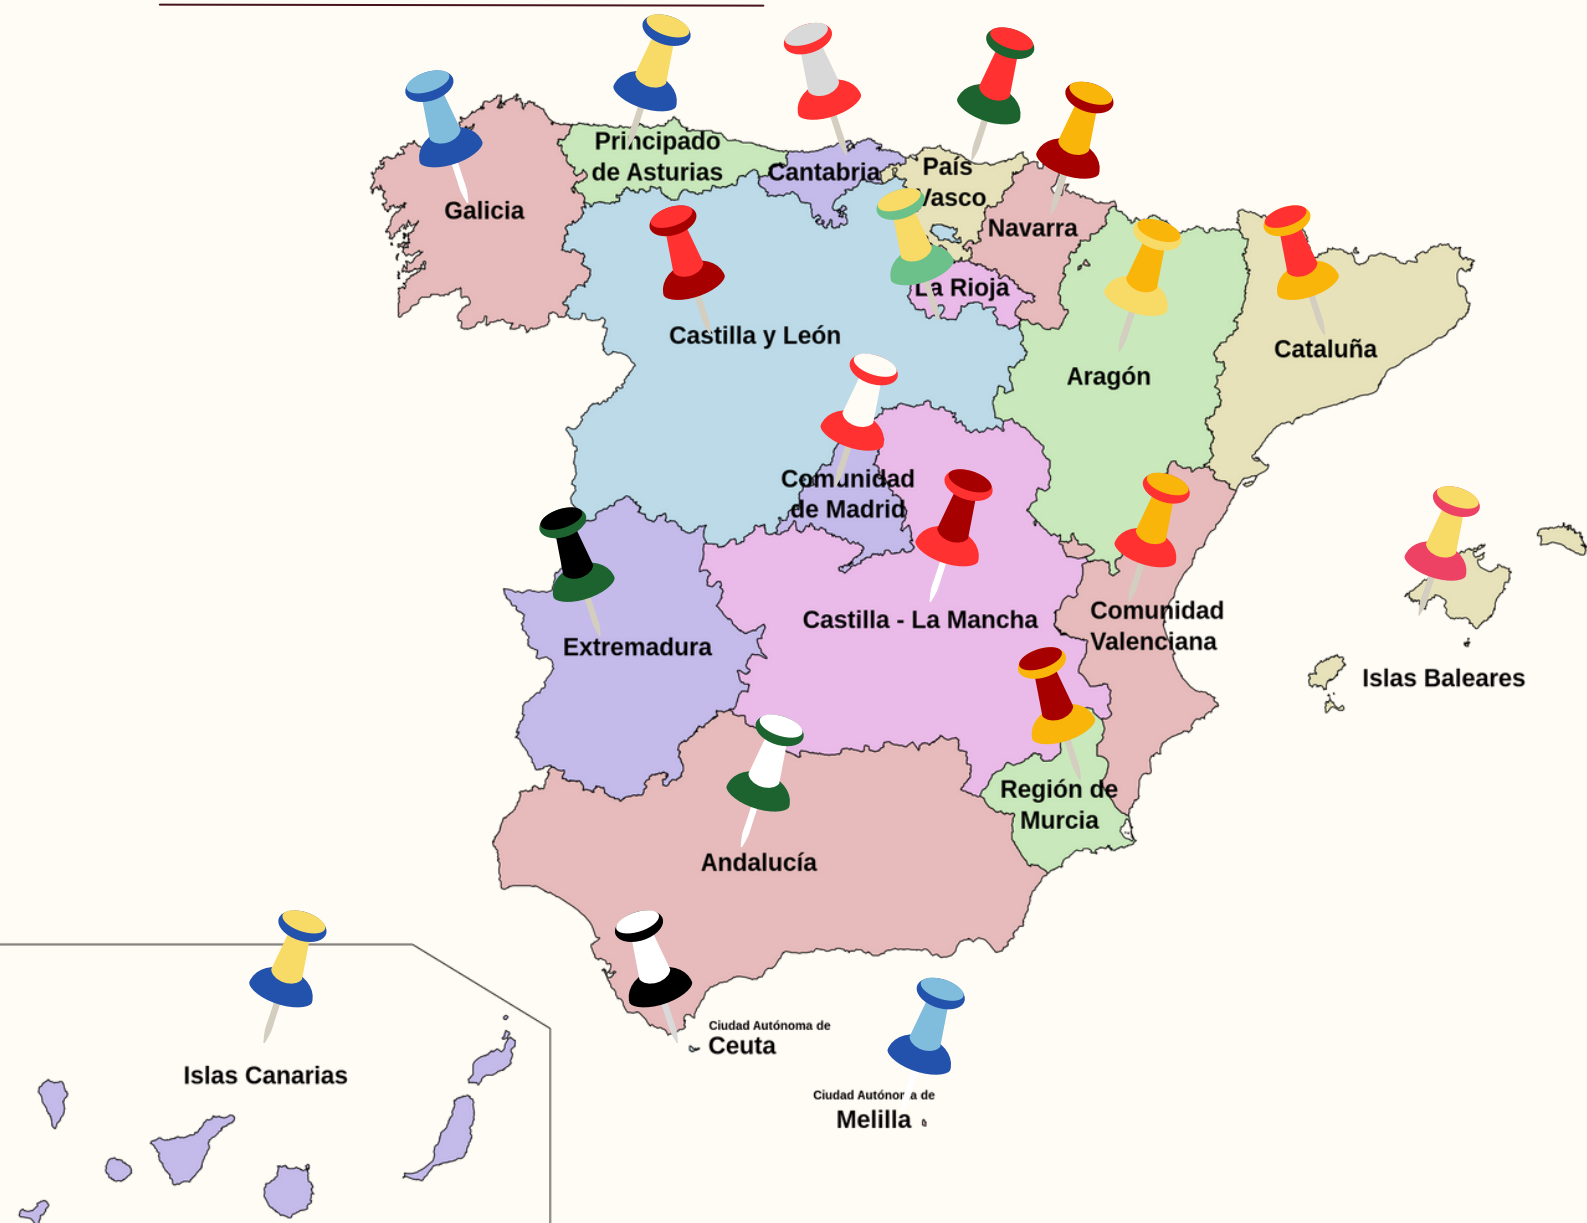 Principado
de Asturias
Cantabria
País
Vasco
Galicia
Navarra
La Rioja
Castilla y León
Cataluña
Aragón
Comunidad
de Madrid
Castilla - La Mancha
Comunidad
Valenciana
Extremadura
Islas Baleares
Región de
Murcia
Andalucía
Ciudad Autónoma de
Ceuta
Islas Canarias
Ciudad Autónor a de
Melilla